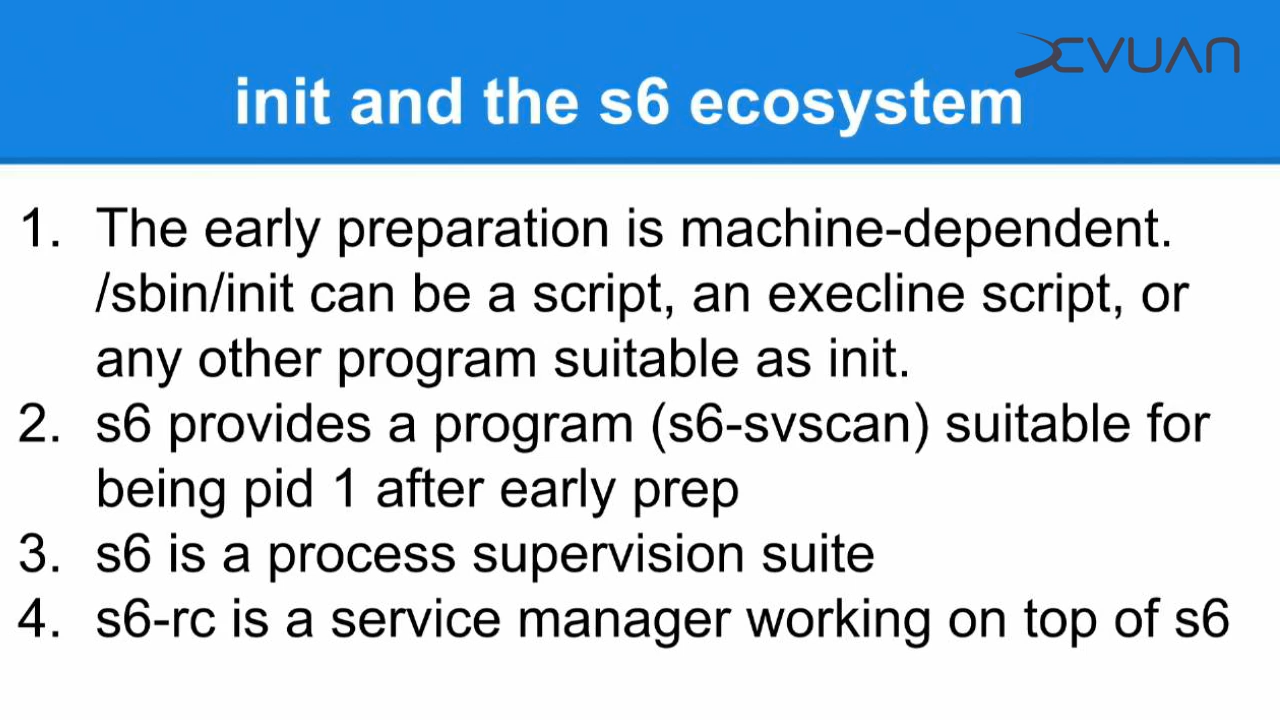 DEVUAN
init and the s6 ecosystem
1. The early preparation is machine-dependent.
/sbin/init can be a script, an execline script, or
any other program suitable as init.
2. s6 provides a program (s6-svscan) suitable for
being pid 1 after early prep
3. s6 is a process supervision suite
4. s6-rc is a service manager working on top of s6